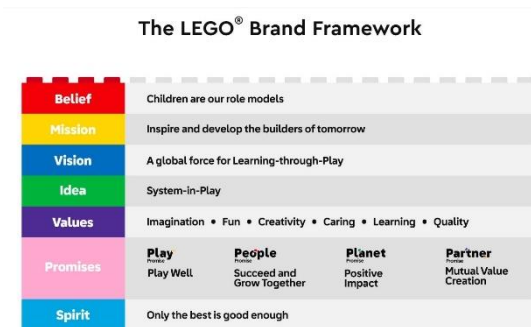 The LEGO® Brand Framework
Belief Children are our role models
Mission Inspire and develop the builders of tomorrow
Vision A global force for Learning-through-Play
Idea System-in-Play
Values Imagination • Fun • Creativity • Caring • Learning • Quality
Promises
Play Promise
Play Well
People Promise
Succeed and
Grow Together
Planet Promise
Positive
Impact
Partner Promise
Mutual Value
Creation
Spirit Only the best is good enough